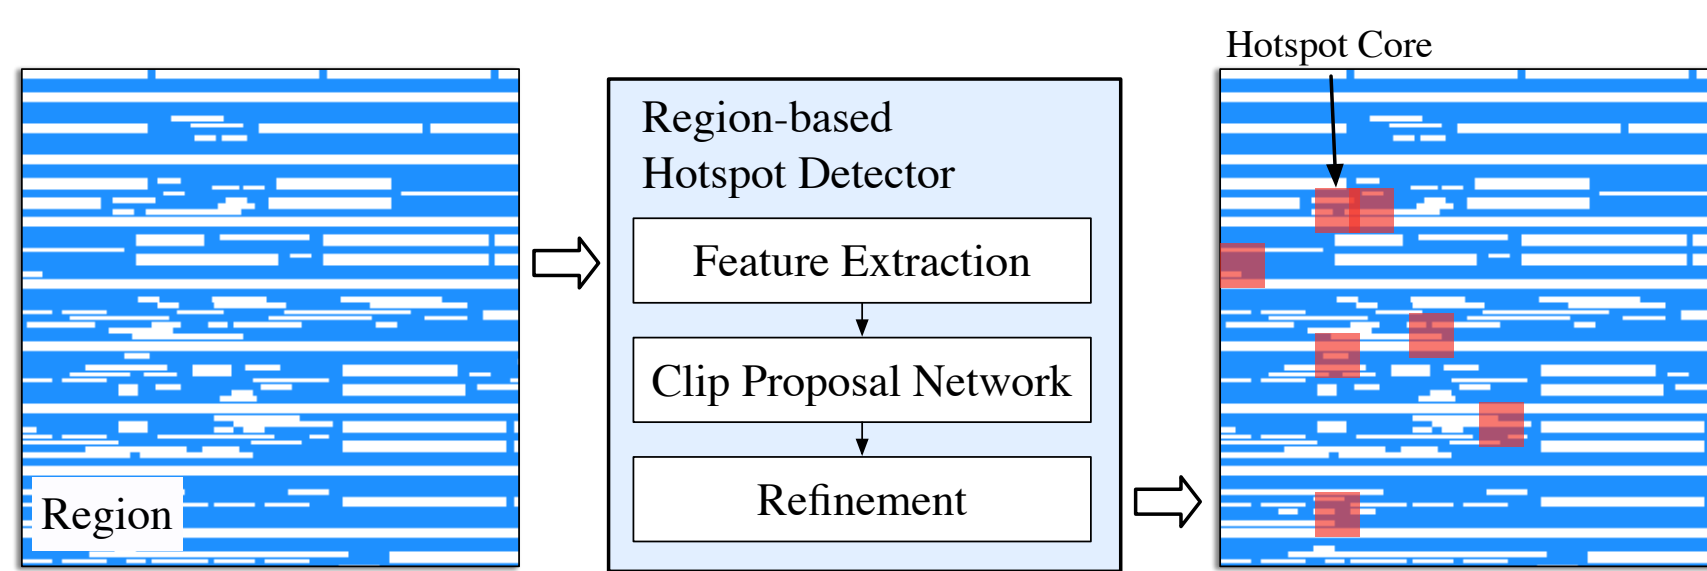 Hotspot Core
Region-based
Hotspot Detector
Feature Extraction
Clip Proposal Network
Refinement
Region